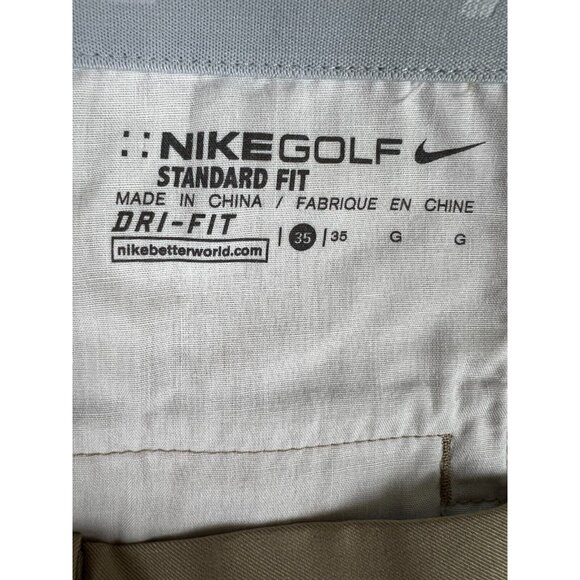 NIKEGOLF
STANDARD FIT
MADE IN CHINA / FABRIQUE EN CHINE
DRI-FIT
nikebetterworld.com
| 35 | 35 G G